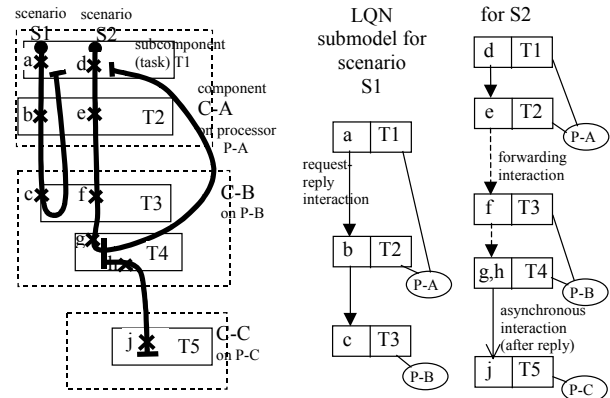 scenario
S1
scenario
S2
subcomponent
(task) T1
a
d
component
C-A
on processor
P-A
b
e
T2
c
f
T3
C-B
on P-B
g
T4
h
j
T5
C-C
on P-C
LQN
submodel for
scenario
S1
a T1
request-
reply
interaction
b T2
P-A
c T3
P-B
for S2
d T1
e T2
P-A
forwarding
interaction
f T3
g,h T4
P-B
asynchronous
interaction
(after reply)
j T5
P-C